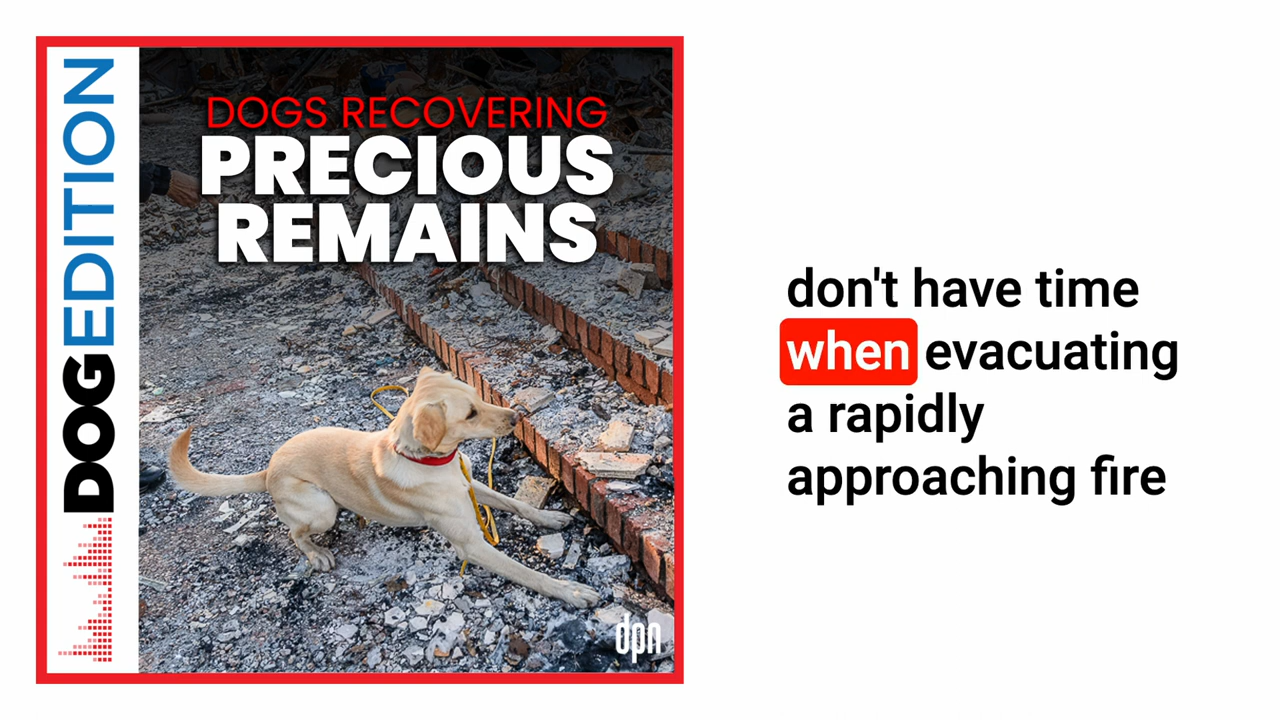 DOGEDITION
DOGS RECOVERING
PRECIOUS
REMAINS
dpn
don't have time
when evacuating
a rapidly
approaching fire